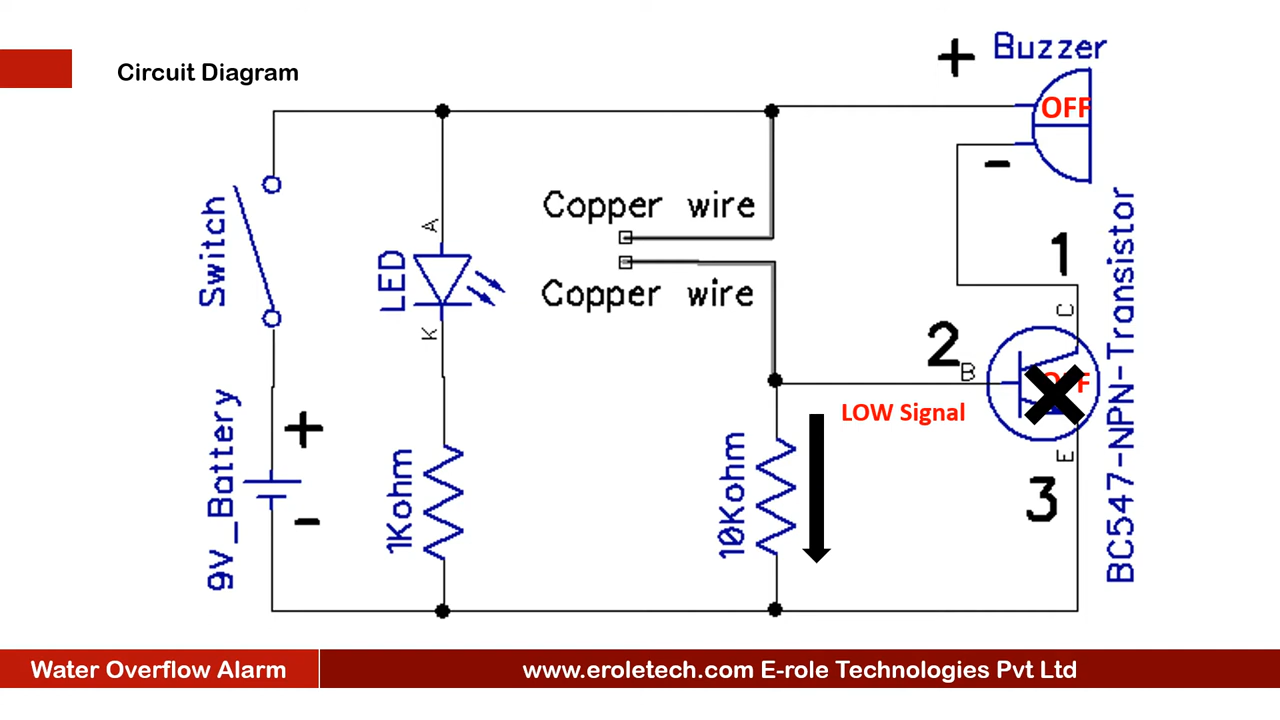 Circuit Diagram
+ Buzzer
OFF
-
Switch
A
LED
K
Copper wire
Copper wire
1
C
2
B
LOW Signal
E
3
BC547-NPN-Transistor
+
9V_Battery
-
1Kohm
10Kohm
Water Overflow Alarm
www.eroletech.com E-role Technologies Pvt Ltd